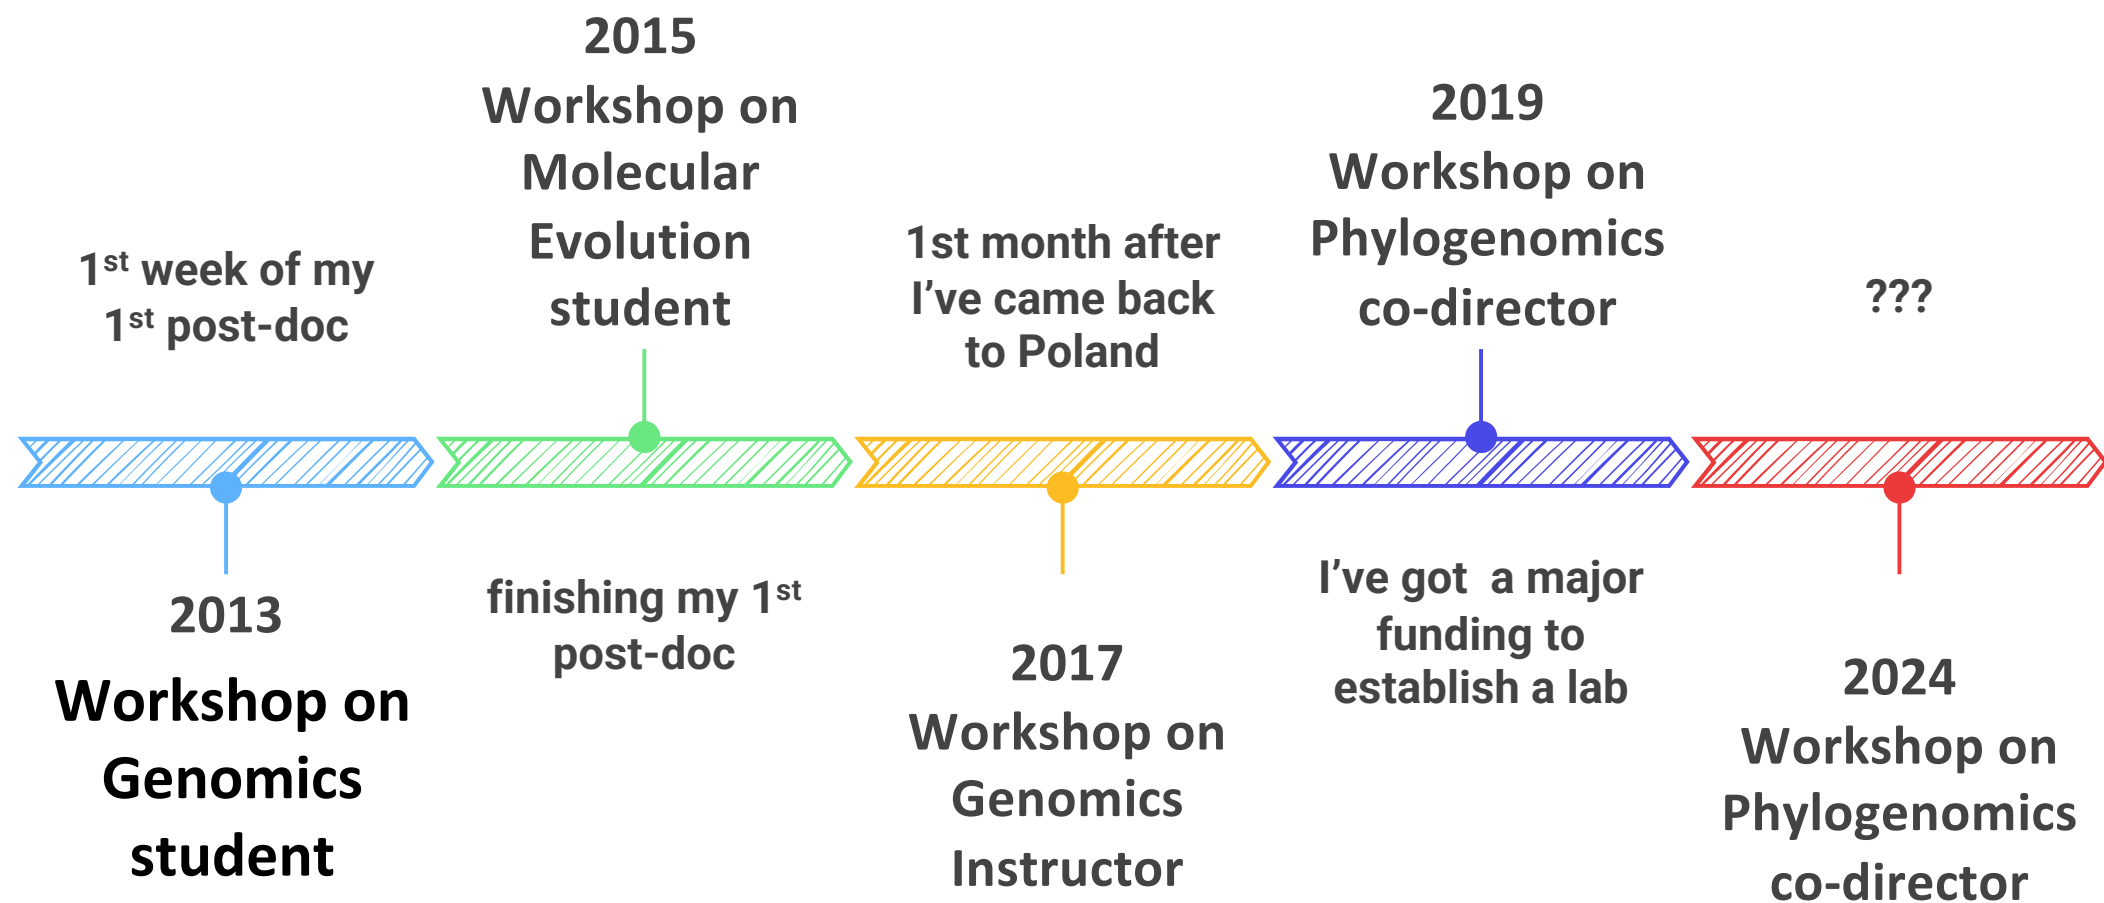 1st week of my
1st post-doc
2013
Workshop on
Genomics
student
2015
Workshop on
Molecular
Evolution
student
finishing my 1st
post-doc
1st month after
I’ve came back
to Poland
2017
Workshop on
Genomics
Instructor
2019
Workshop on
Phylogenomics
co-director
I’ve got  a major
funding to
establish a lab
???
2024
Workshop on
Phylogenomics
co-director